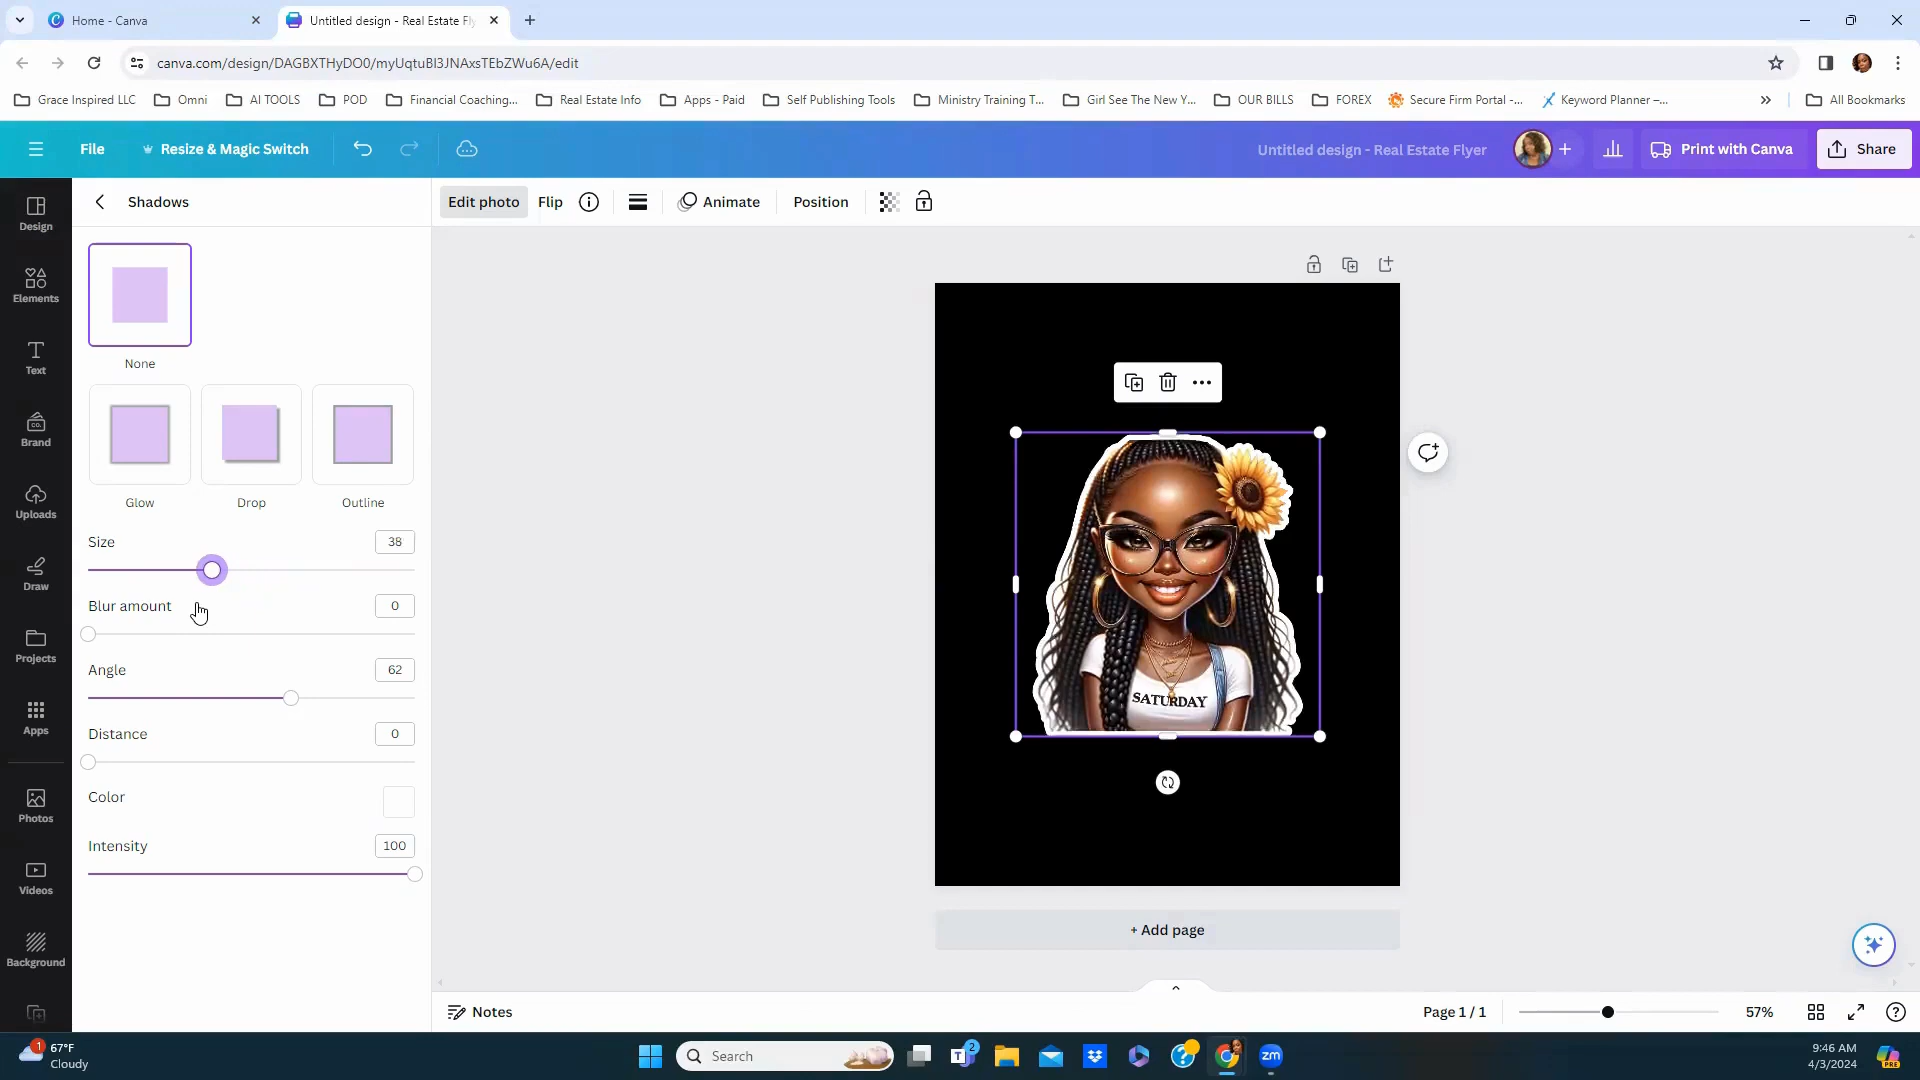 Home - Canva
Untitled design - Real Estate Fly
canva.com/design/DAGBXTHyDO0/myUqtuBl3JNAxsTEbZWu6A/edit
Grace Inspired LLC
Omni
AI TOOLS
POD
Financial Coaching...
Real Estate Info
Apps - Paid
Self Publishing Tools
Ministry Training T...
Girl See The New Y...
OUR BILLS
FOREX
Secure Firm Portal -...
Keyword Planner –...
All Bookmarks
File
Resize & Magic Switch
Untitled design - Real Estate Flyer
Print with Canva
Share
Design
Elements
Text
Brand
Uploads
Draw
Projects
Apps
Photos
Videos
Background
Shadows
None
Glow
Drop
Outline
Size
38
Blur amount
0
Angle
62
Distance
0
Color
Intensity
100
Edit photo
Flip
Animate
Position
SATURDAY
+ Add page
Notes
Page 1 / 1
57%
1
67°F
Cloudy
Search
2
zm
9:46 AM
4/3/2024
PRE